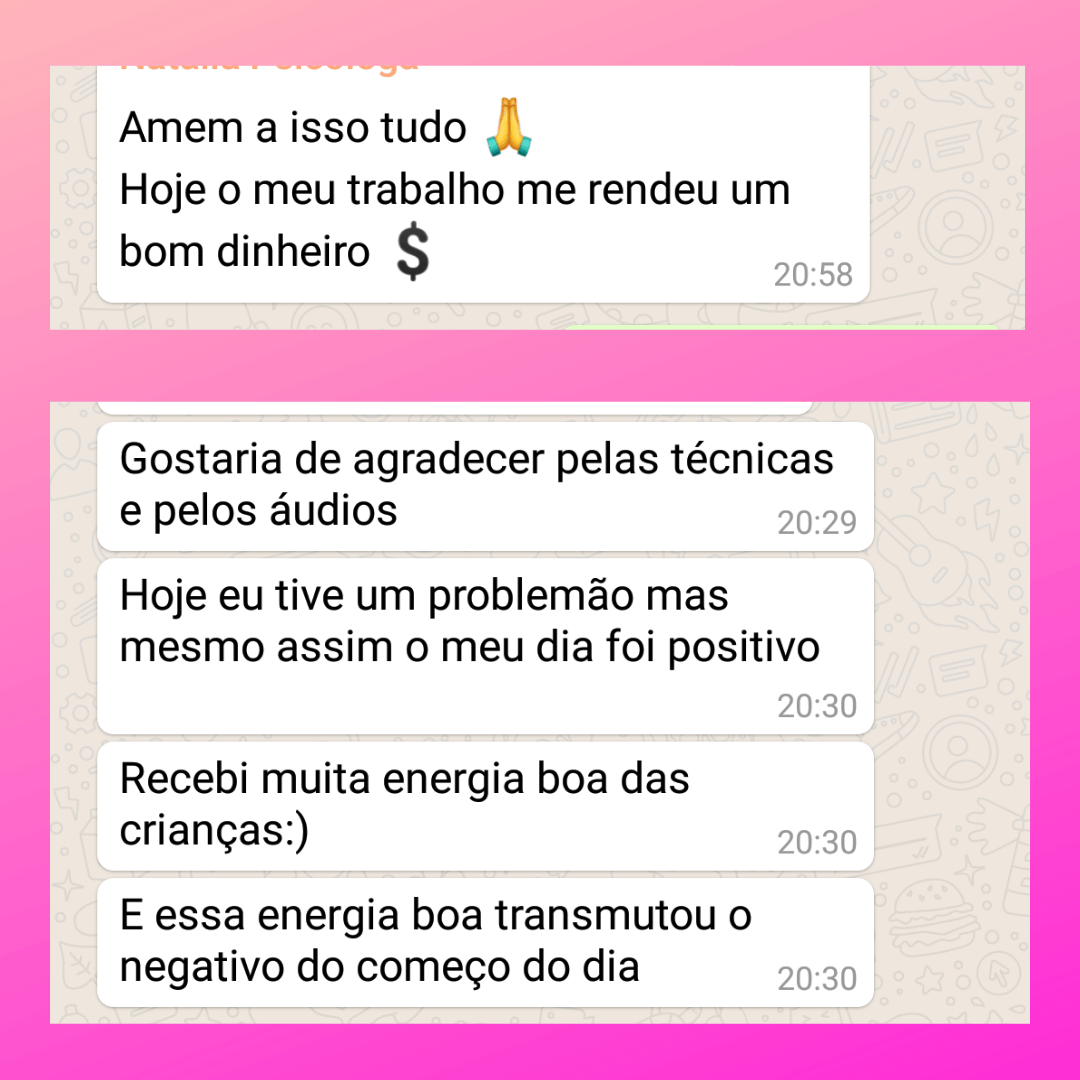 Amem a isso tudo 🙏
Hoje o meu trabalho me rendeu um
bom dinheiro 💲
20:58
Gostaria de agradecer pelas técnicas
e pelos áudios
20:29
Hoje eu tive um problemão mas
mesmo assim o meu dia foi positivo
20:30
Recebi muita energia boa das
crianças:)
20:30
E essa energia boa transmutou o
negativo do começo do dia
20:30